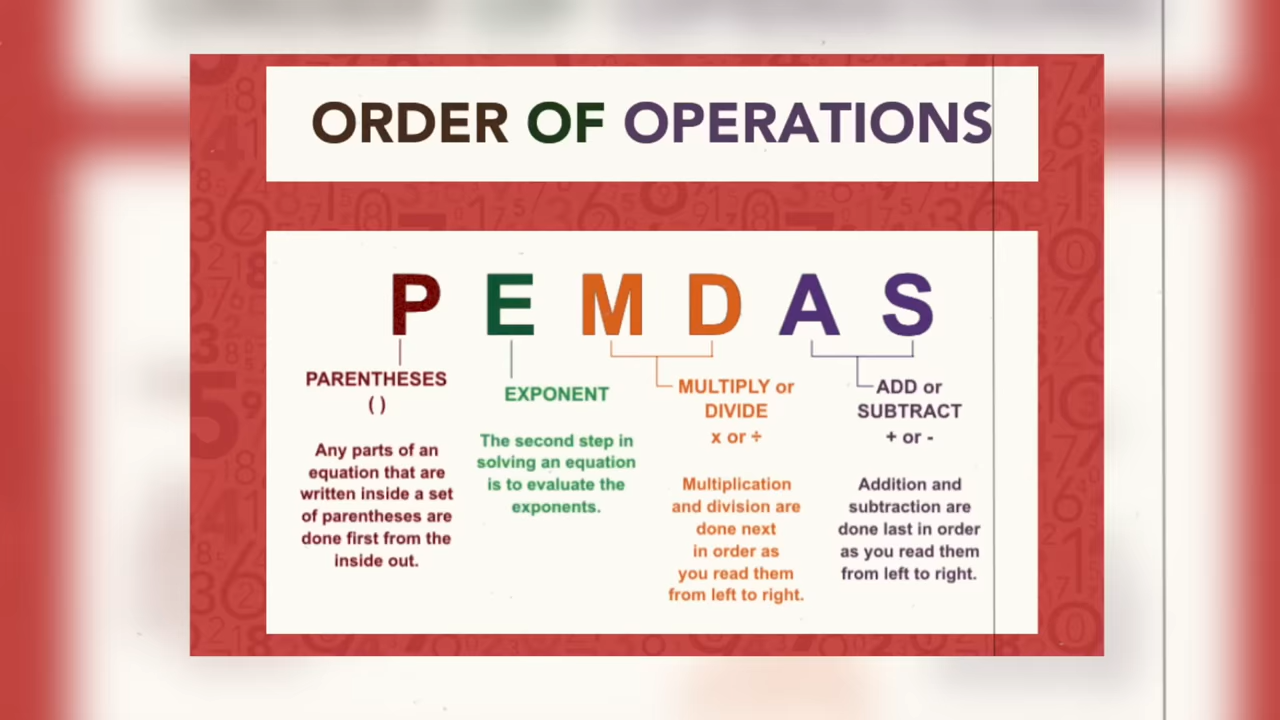 ORDER OF OPERATIONS
P E M D A S
PARENTHESES
( )
Any parts of an
equation that are
written inside a set
of parentheses are
done first from the
inside out.
EXPONENT
The second step in
solving an equation
is to evaluate the
exponents.
MULTIPLY or
DIVIDE
x or ÷
Multiplication
and division are
done next
in order as
you read them
from left to right.
ADD or
SUBTRACT
+ or -
Addition and
subtraction are
done last in order
as you read them
from left to right.